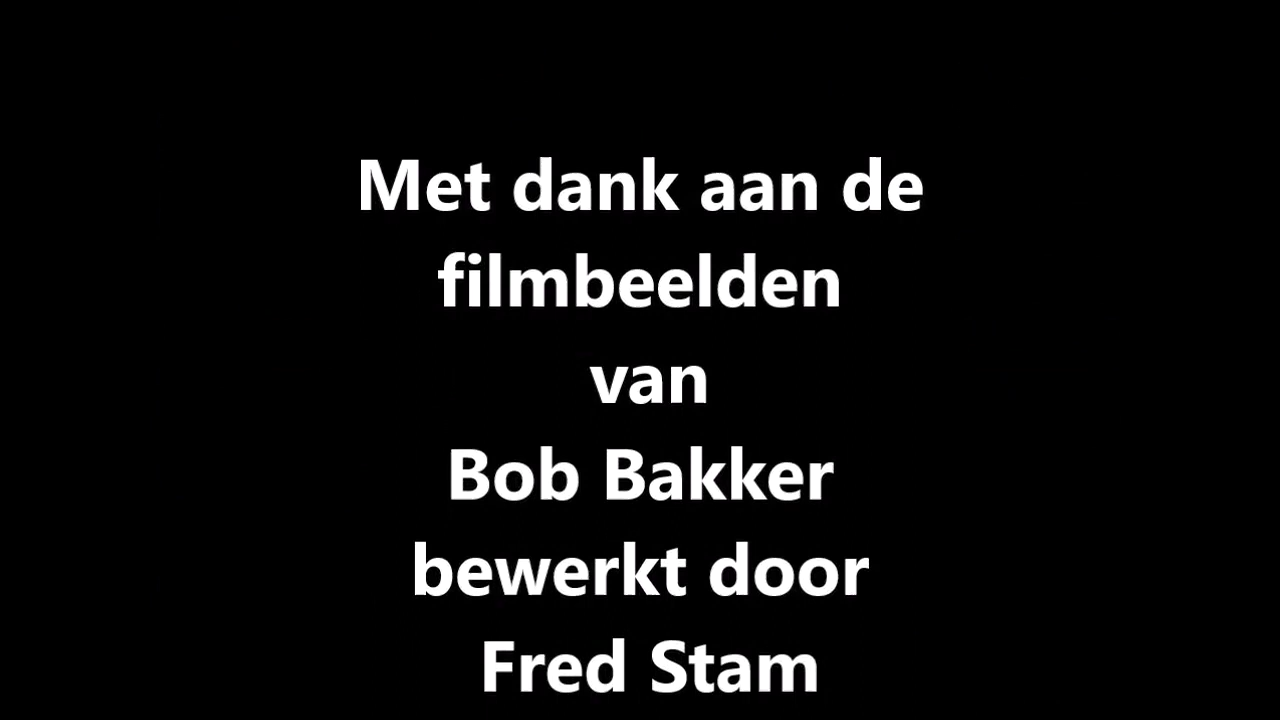 Met dank aan de
filmbeelden
van
Bob Bakker
bewerkt door
Fred Stam